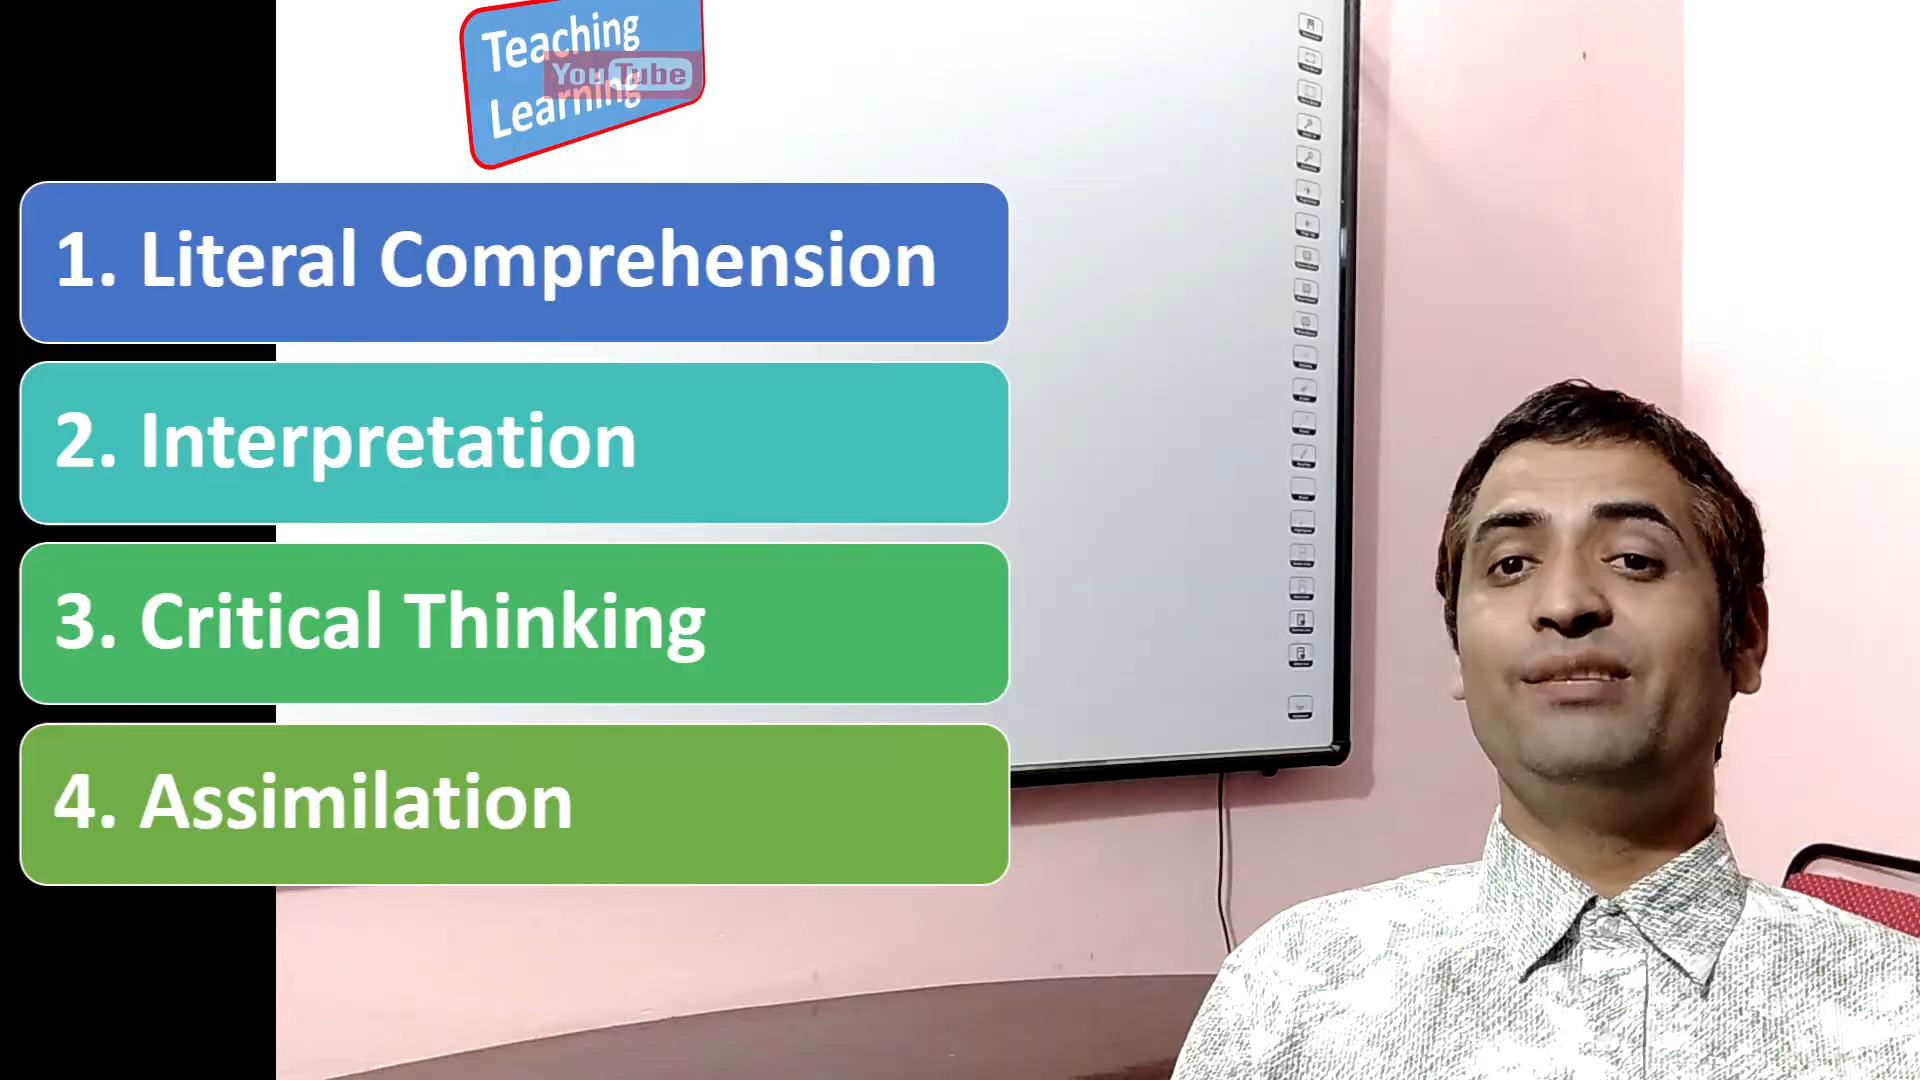 Teaching
YouTube
Learning
1. Literal Comprehension
2. Interpretation
3. Critical Thinking
4. Assimilation